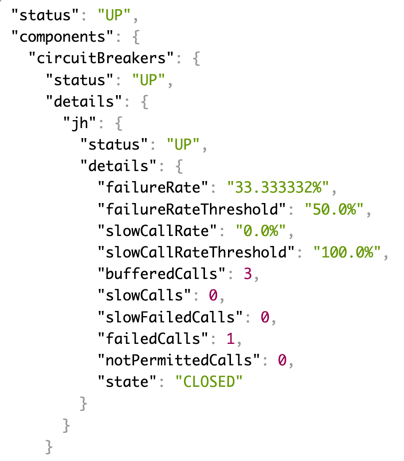 "status": "UP",
"components": {
"circuitBreakers": {
"status": "UP",
"details": {
"jh": {
"status": "UP",
"details": {
"failureRate": "33.333332%",
"failureRateThreshold": "50.0%",
"slowCallRate": "0.0%",
"slowCallRateThreshold": "100.0%",
"bufferedCalls": 3,
"slowCalls": 0,
"slowFailedCalls": 0,
"failedCalls": 1,
"notPermittedCalls": 0,
"state": "CLOSED"
}
}
}